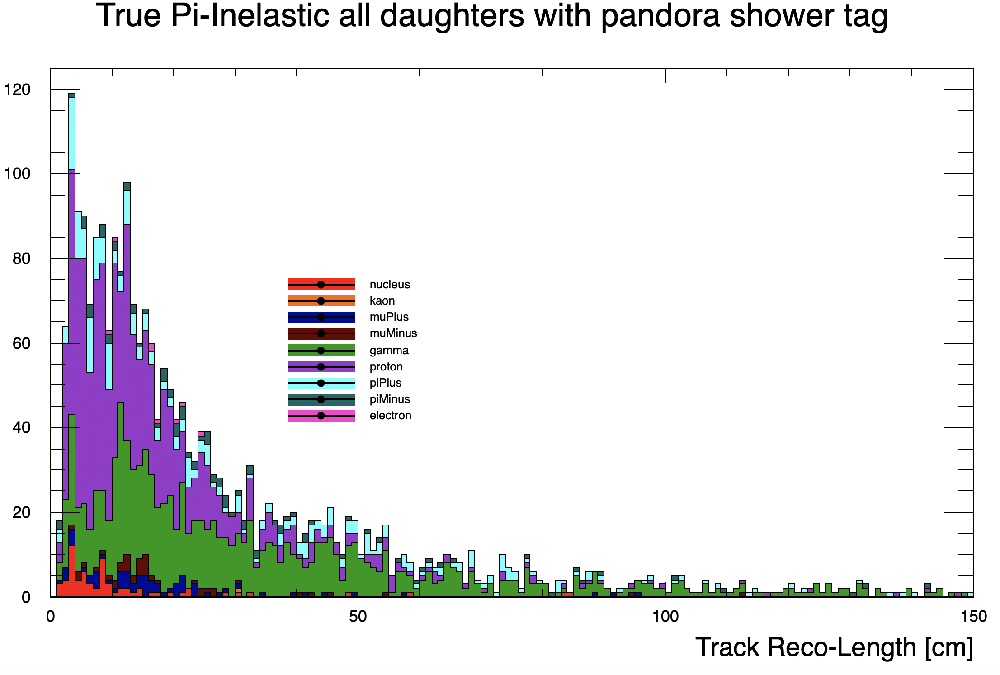 True Pi-Inelastic all daughters with pandora shower tag
120
100
80
60
40
20
0
nucleus
kaon
muPlus
muMinus
gamma
proton
piPlus
piMinus
electron
0 50 100 150
Track Reco-Length [cm]